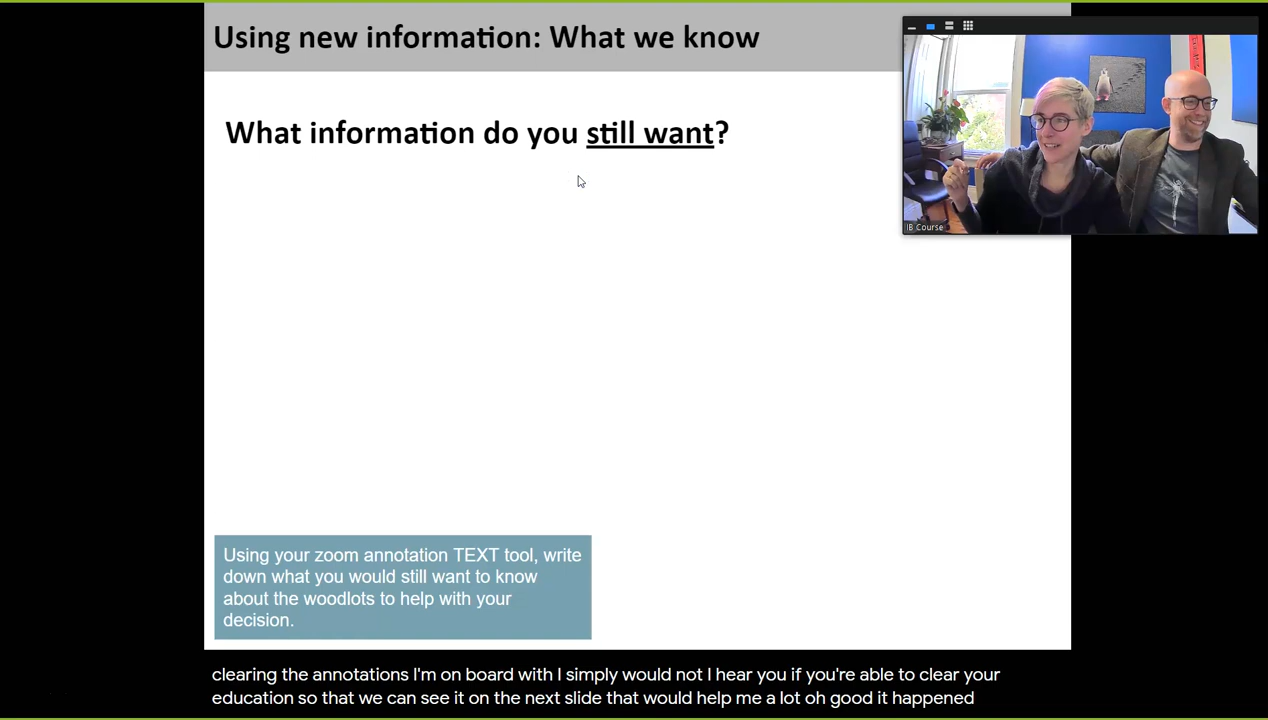 Using new information: What we know
What information do you still want?
IB Course
Using your zoom annotation TEXT tool, write
down what you would still want to know
about the woodlots to help with your
decision.
clearing the annotations I'm on board with I simply would not I hear you if you're able to clear your
education so that we can see it on the next slide that would help me a lot oh good it happened